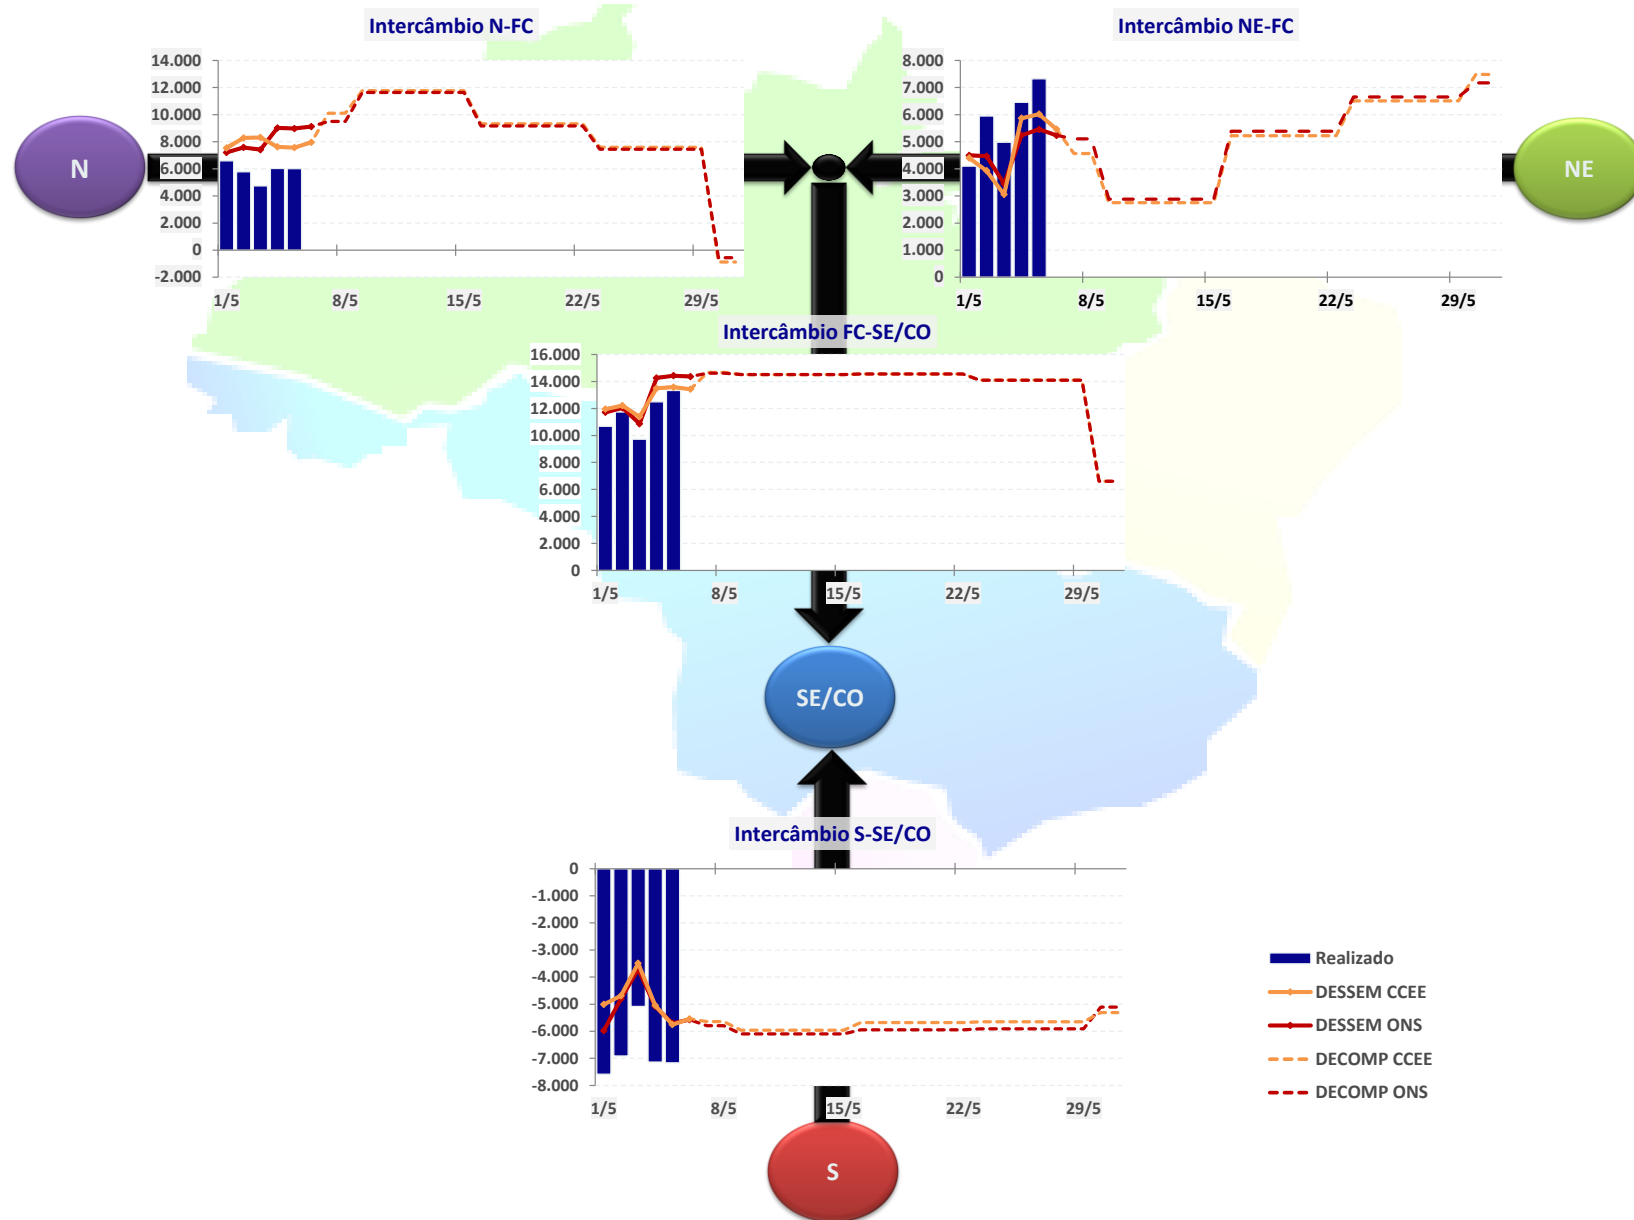 Intercâmbio N-FC
14.000
12.000
10.000
8.000
6.000
4.000
2.000
0
-2.000
1/5 8/5 15/5 22/5 29/5
Intercâmbio NE-FC
8.000
7.000
6.000
5.000
4.000
3.000
2.000
1.000
0
1/5 8/5 15/5 22/5 29/5
N
NE
Intercâmbio FC-SE/CO
16.000
14.000
12.000
10.000
8.000
6.000
4.000
2.000
0
1/5 8/5 15/5 22/5 29/5
SE/CO
Intercâmbio S-SE/CO
0
-1.000
-2.000
-3.000
-4.000
-5.000
-6.000
-7.000
-8.000
1/5 8/5 15/5 22/5 29/5
Realizado
DESSEM CCEE
DESSEM ONS
DECOMP CCEE
DECOMP ONS
S